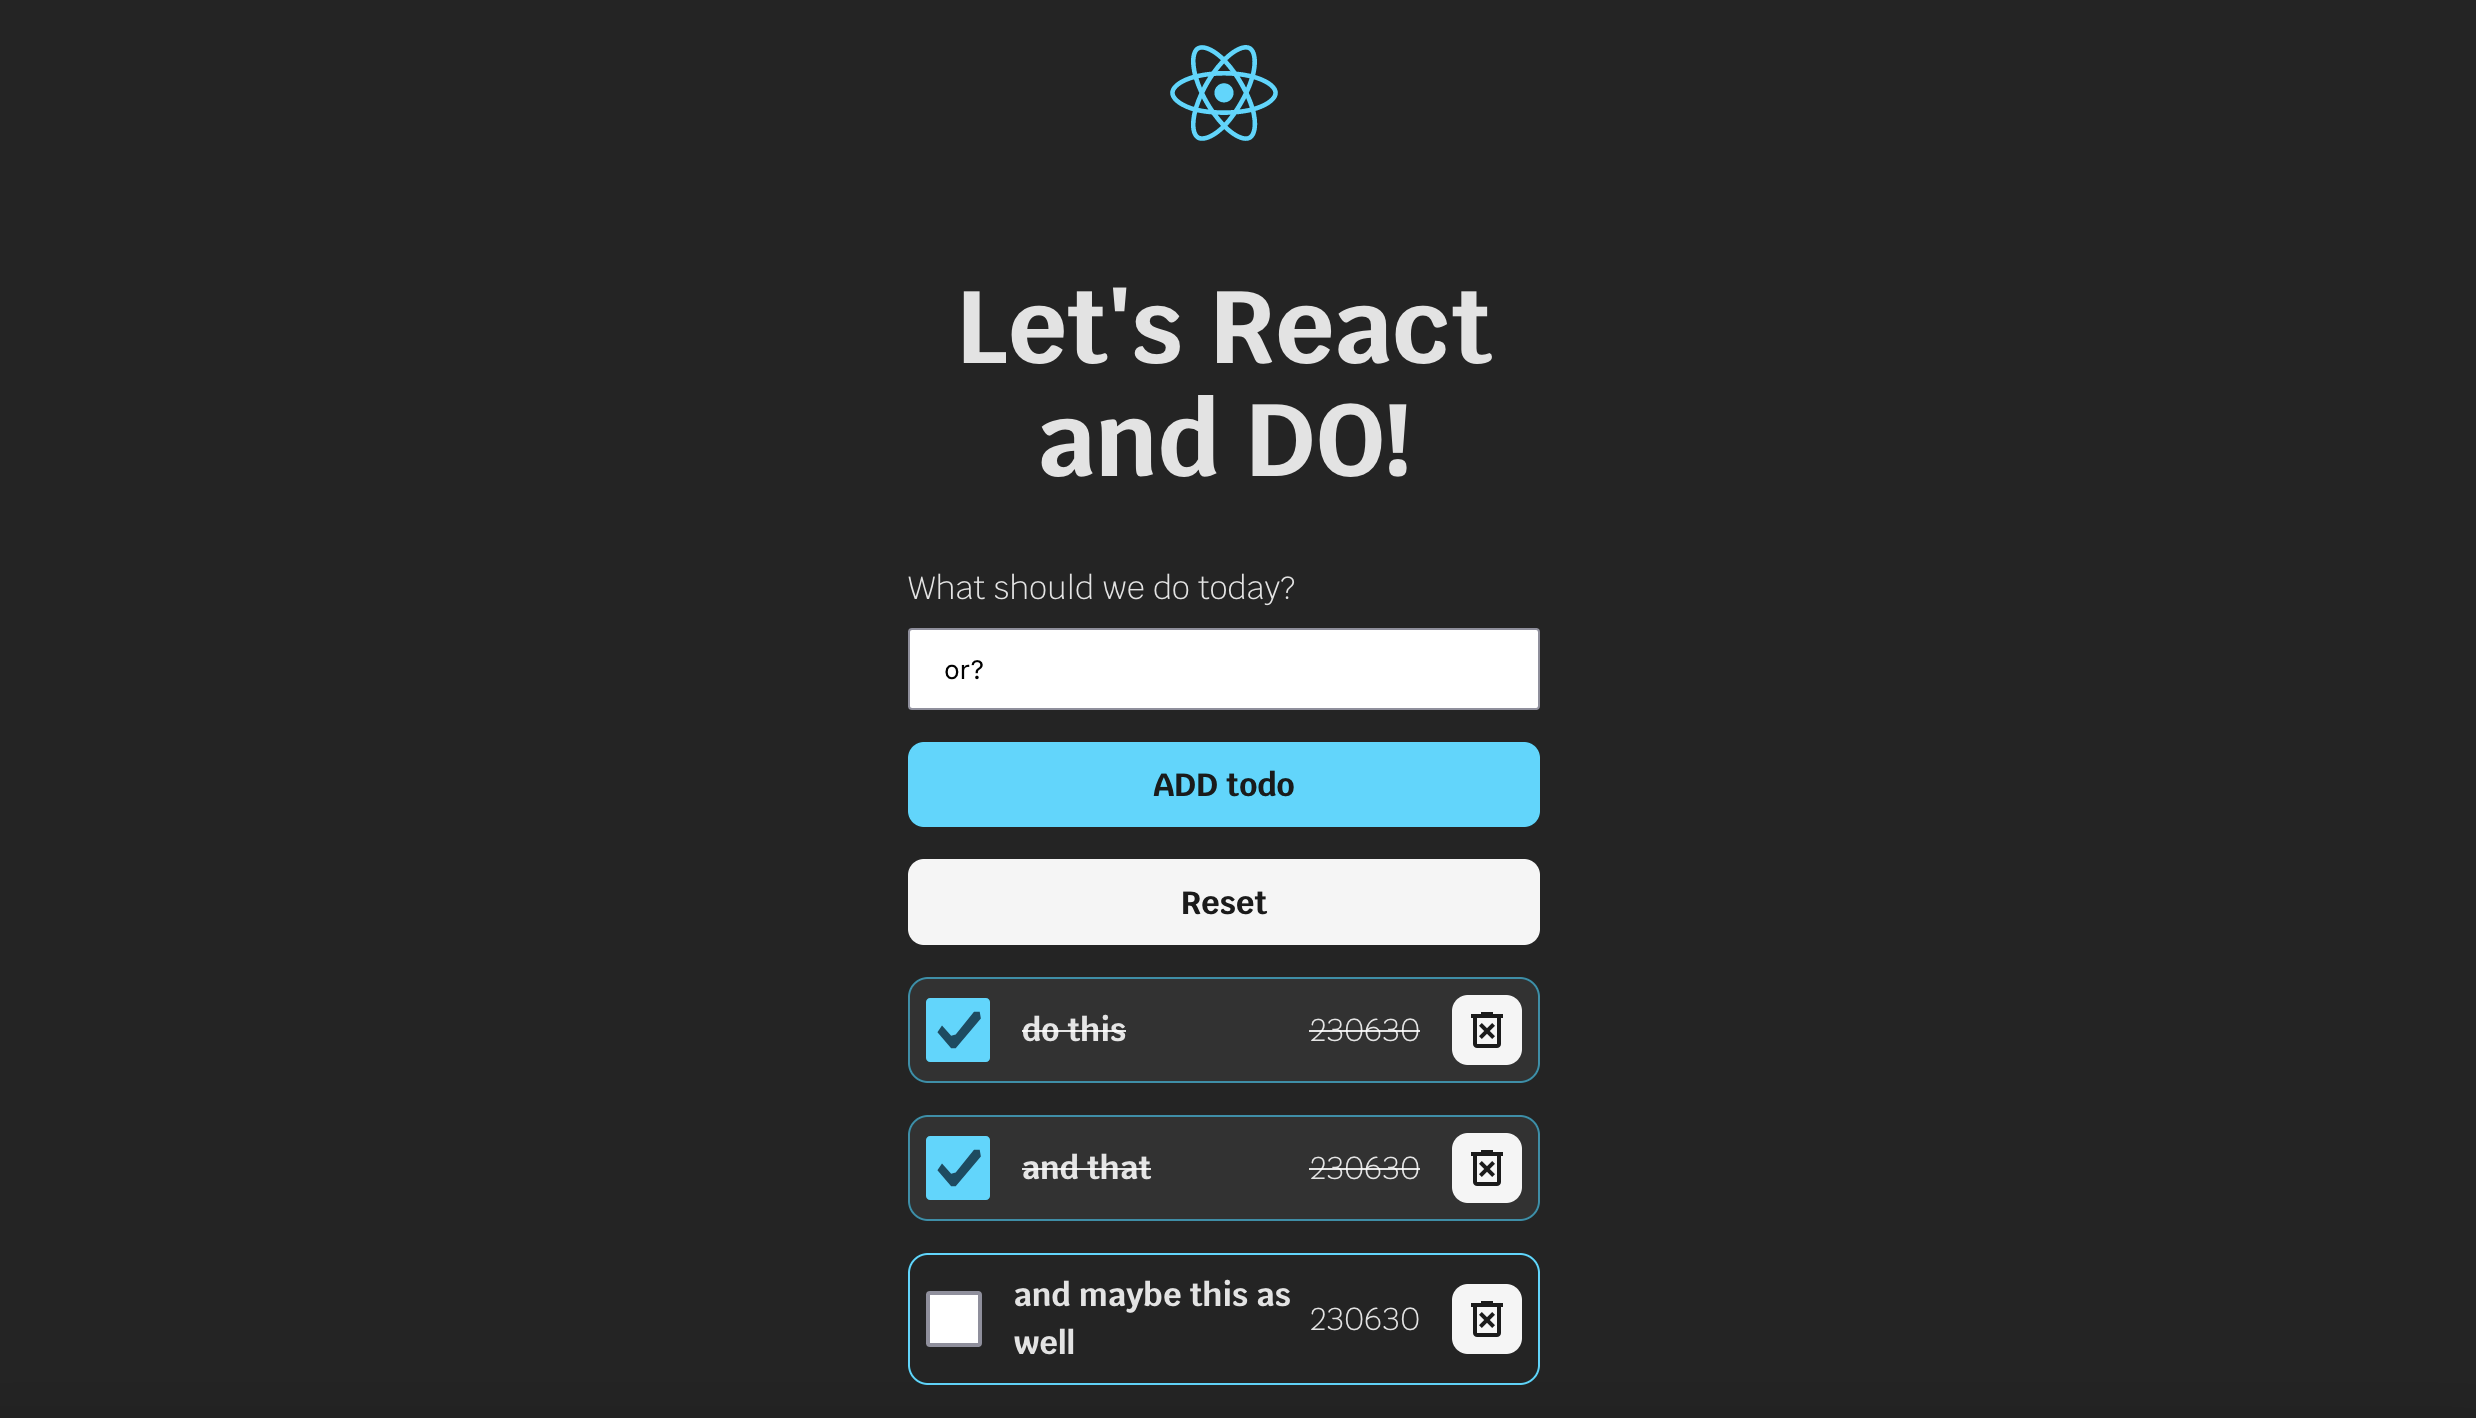 Let's React
and DO!
What should we do today?
or?
ADD todo
Reset
do this 230630
and that 230630
and maybe this as
well
230630